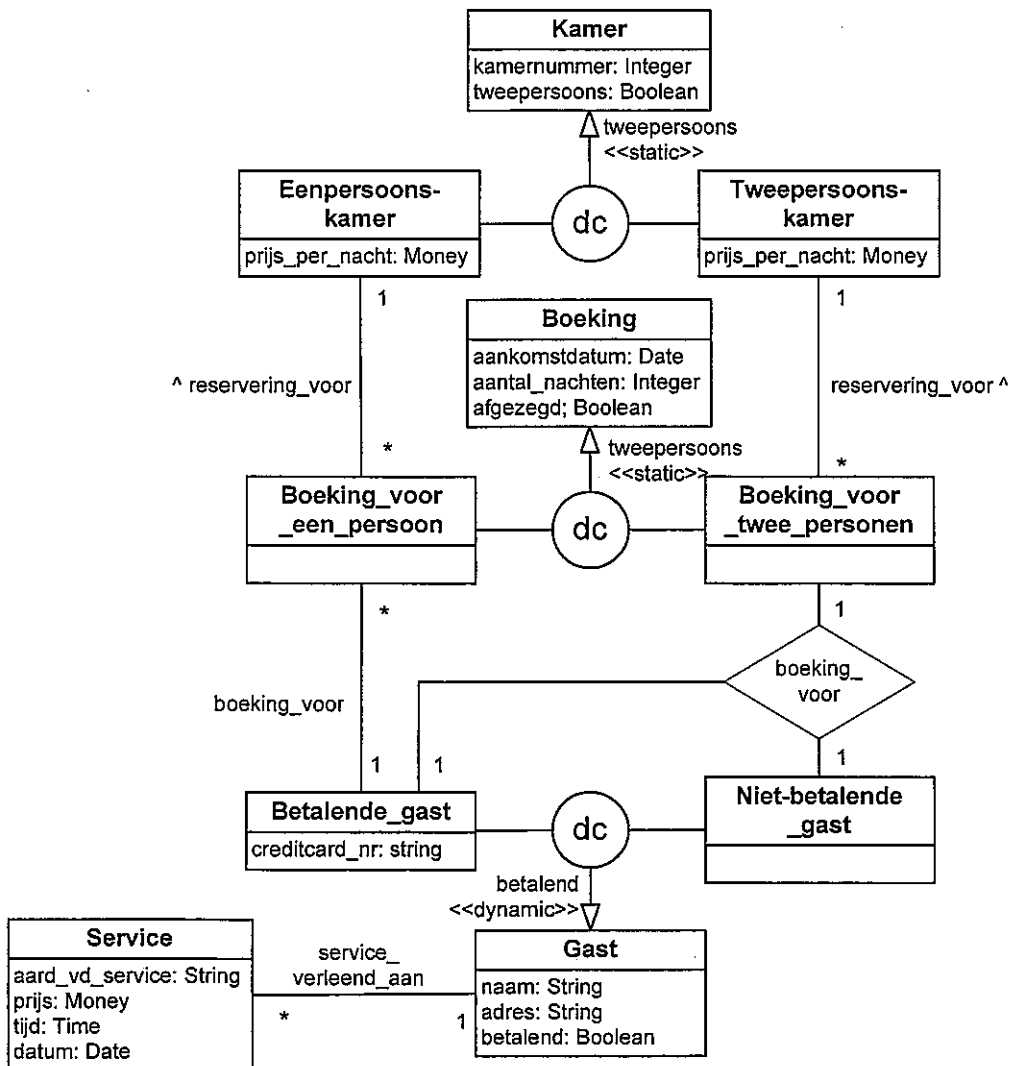 Kamer
kamernummer: Integer
tweepersoons: Boolean
tweepersoons
<<static>>
Eenpersoons-
kamer
prijs_per_nacht: Money
dc
Tweepersoons-
kamer
prijs_per_nacht: Money
1
1
Boeking
aankomstdatum: Date
aantal_nachten: Integer
afgezegd; Boolean
^ reservering_voor
reservering_voor ^
tweepersoons
<<static>>
*
*
Boeking_voor
_een_persoon
dc
Boeking_voor
_twee_personen
*
1
boeking_
voor
boeking_voor
1
1
1
Betalende_gast
creditcard_nr: string
dc
Niet-betalende
_gast
betalend
<<dynamic>>
Service
aard_vd_service: String
prijs: Money
tijd: Time
datum: Date
service_
verleend_aan
*
1
Gast
naam: String
adres: String
betalend: Boolean